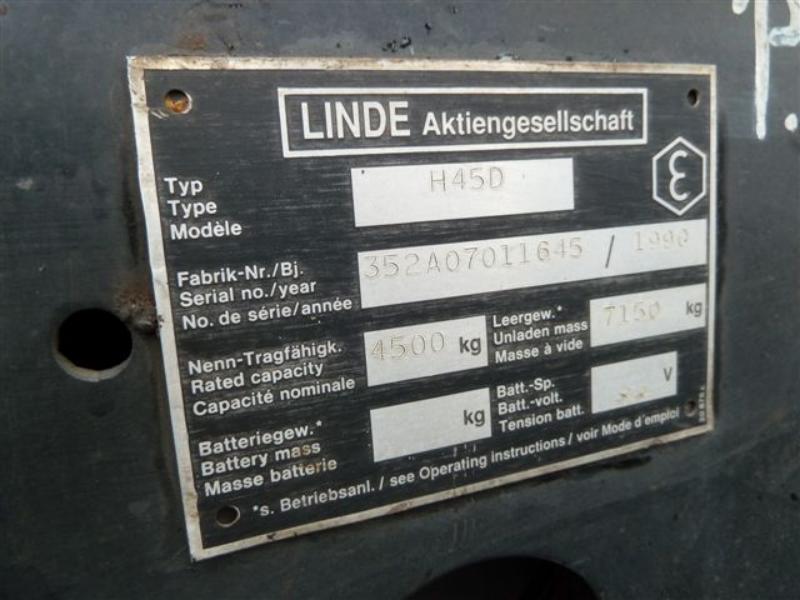 LINDE Aktiengesellschaft
Typ
Type
Modèle
H45D
Fabrik-Nr./Bj.
Serial no./year
No. de série/année
352A07011645 / 1990
Nenn-Tragfähigk.
Rated capacity
Capacité nominale
4500 kg
Leergew.*
Unladen mass
Masse à vide
7150 kg
Batteriegew.*
Battery mass
Masse batterie
kg
Batt.-Sp.
Batt.-volt.
Tension batt.
V
*s. Betriebsanl. / see Operating instructions / voir Mode d'emploi